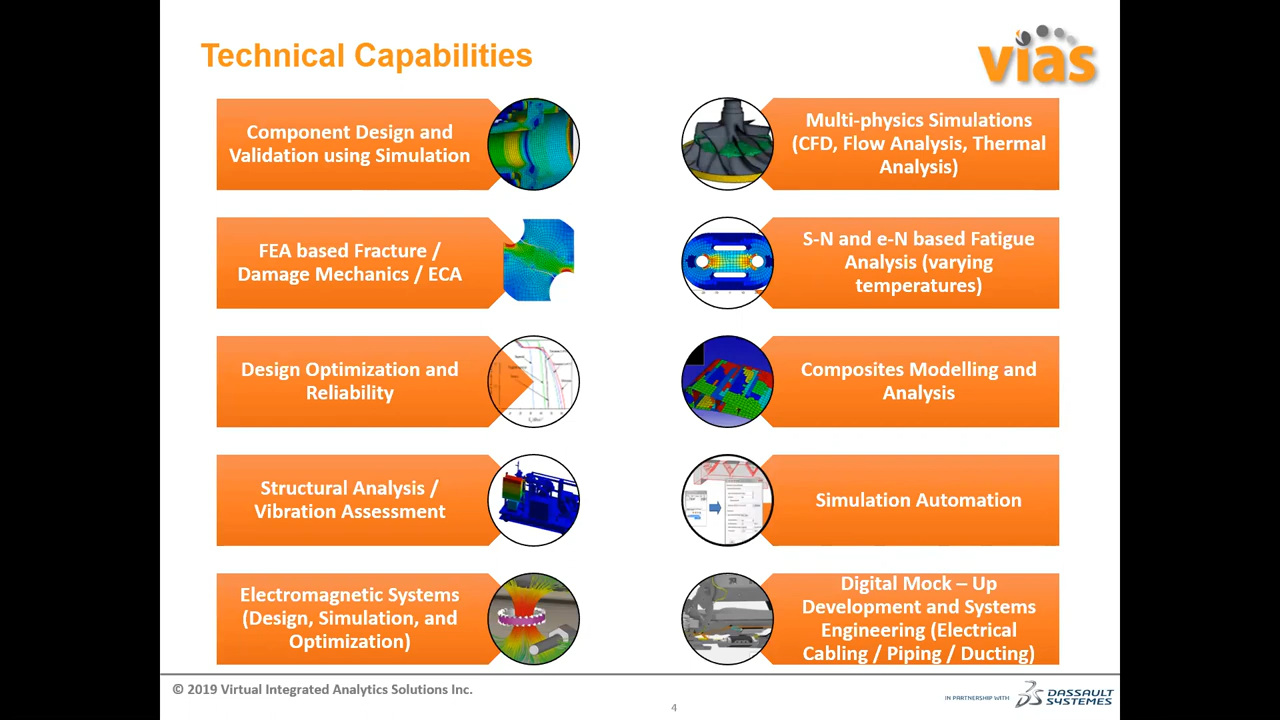 Technical Capabilities
vias
Component Design and
Validation using Simulation
FEA based Fracture /
Damage Mechanics / ECA
Design Optimization and
Reliability
Structural Analysis /
Vibration Assessment
Electromagnetic Systems
(Design, Simulation, and
Optimization)
Multi-physics Simulations
(CFD, Flow Analysis, Thermal
Analysis)
S-N and e-N based Fatigue
Analysis (varying
temperatures)
Composites Modelling and
Analysis
Simulation Automation
Digital Mock – Up
Development and Systems
Engineering (Electrical
Cabling / Piping / Ducting)
© 2019 Virtual Integrated Analytics Solutions Inc.
4
IN PARTNERSHIP WITH
DASSAULT
SYSTEMES